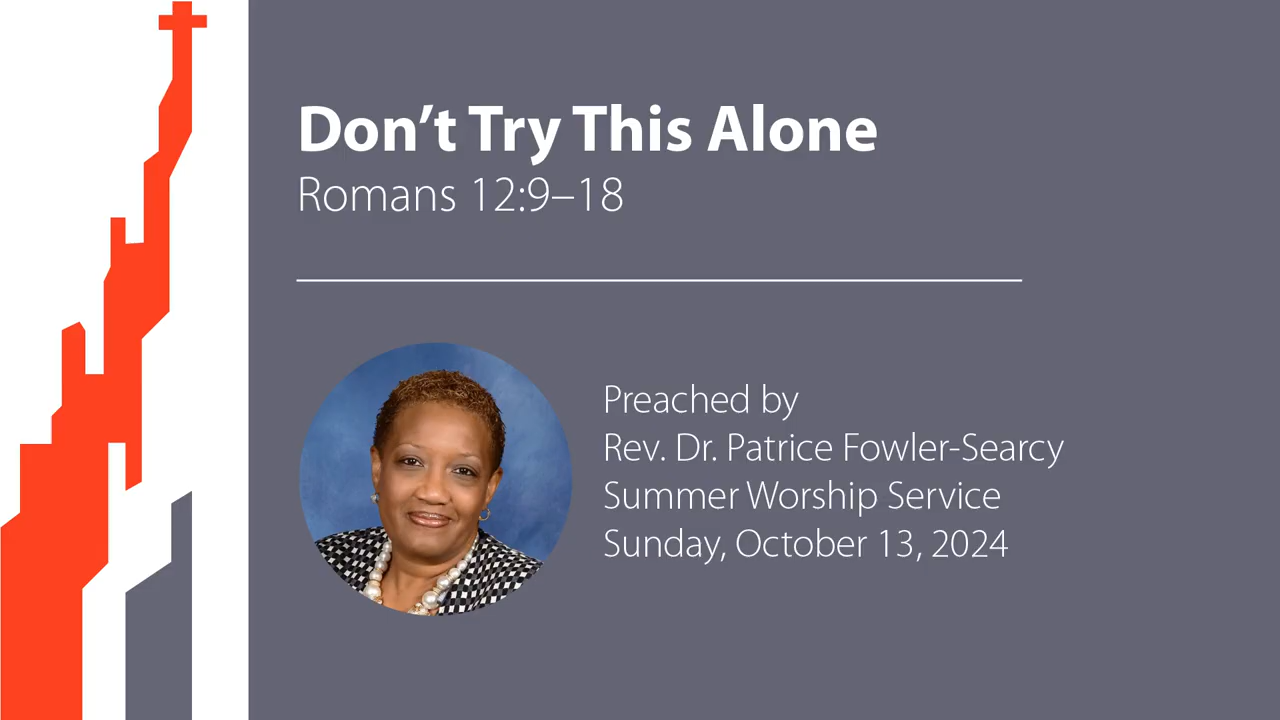 Don’t Try This Alone
Romans 12:9–18
Preached by
Rev. Dr. Patrice Fowler-Searcy
Summer Worship Service
Sunday, October 13, 2024